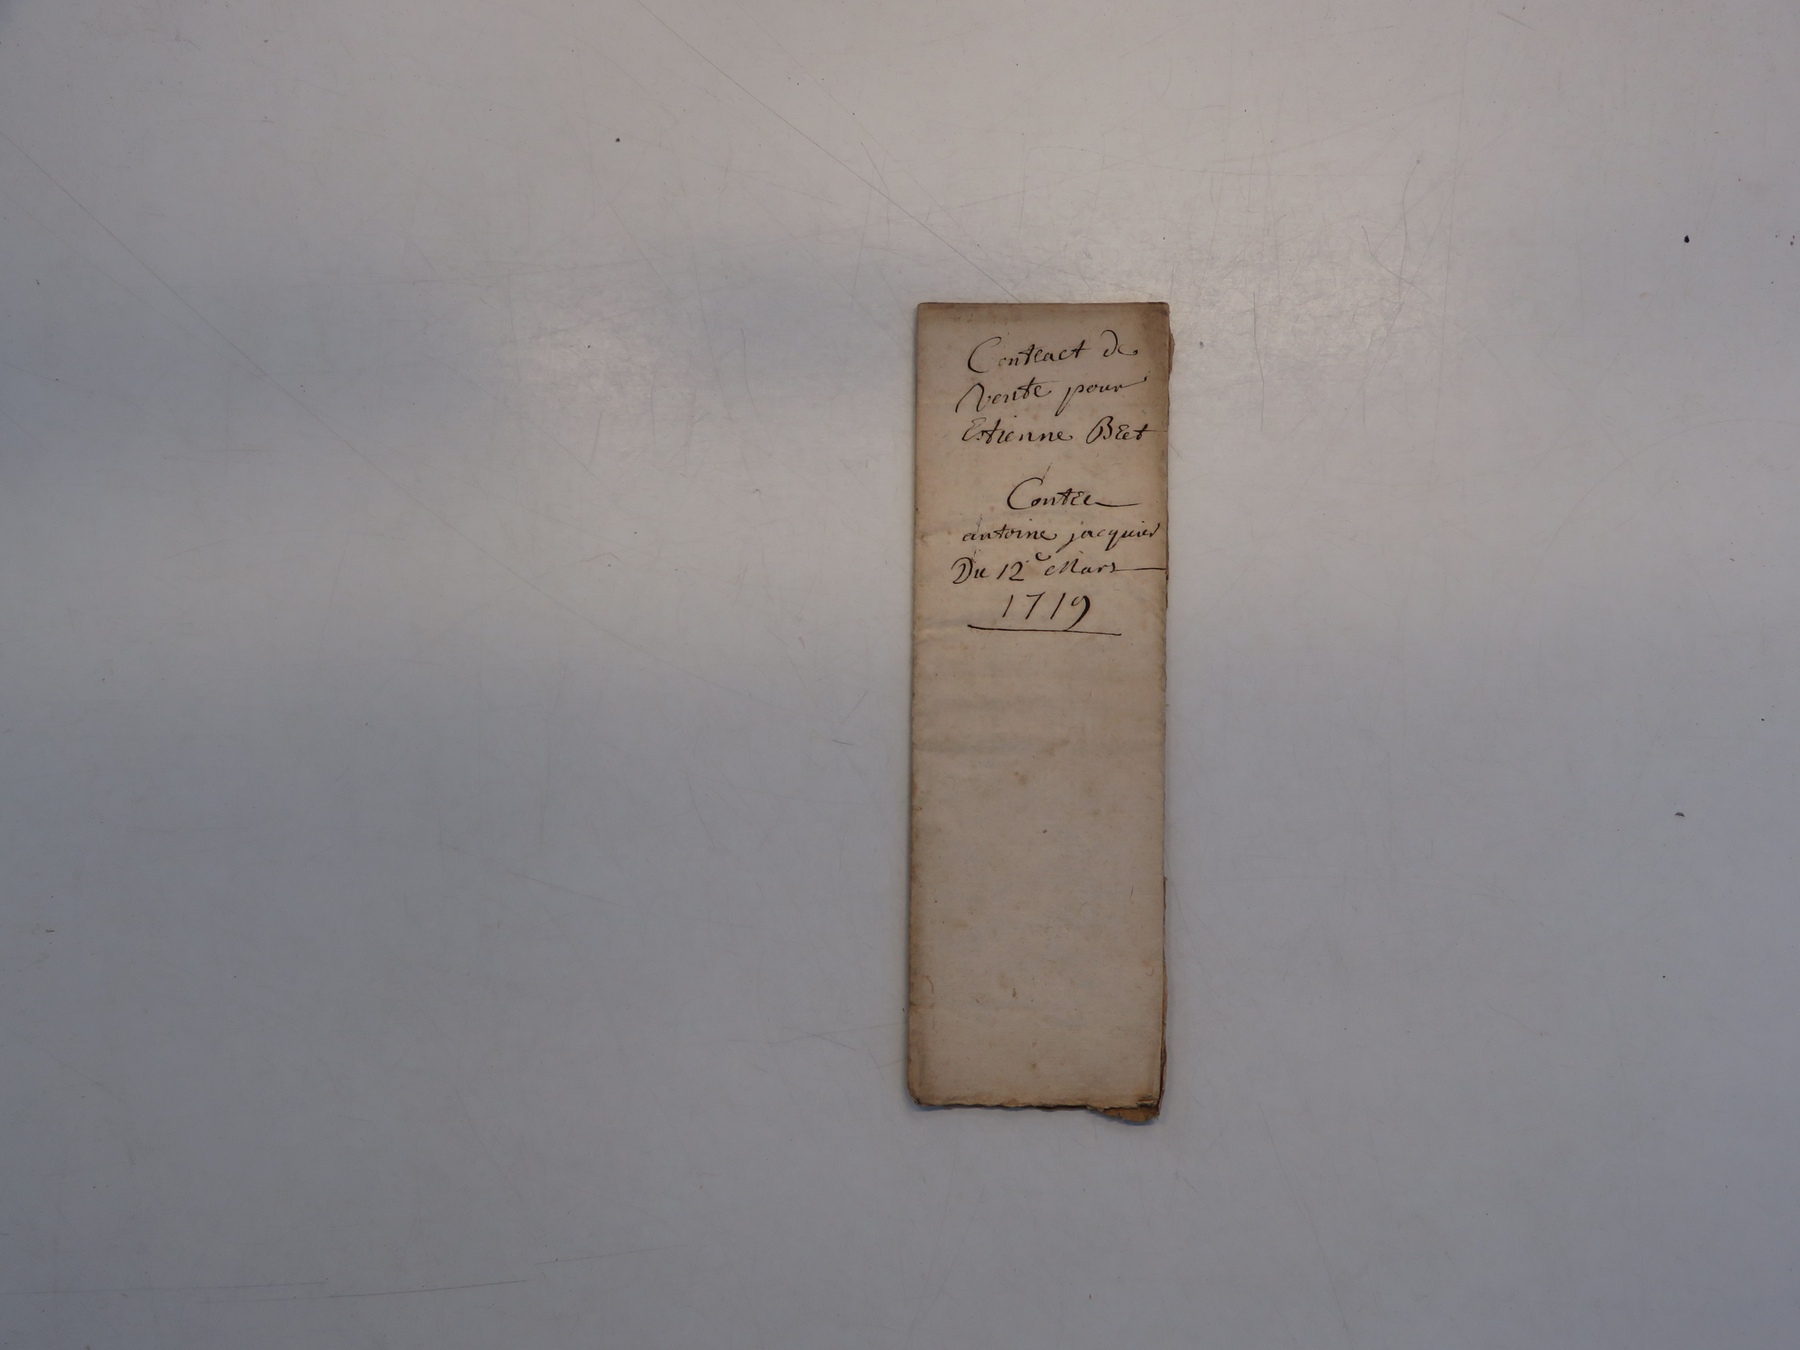 Contract de
Vente pour
Estienne Bret
Contre
antoine jacquier
Du 12e Mars
1719